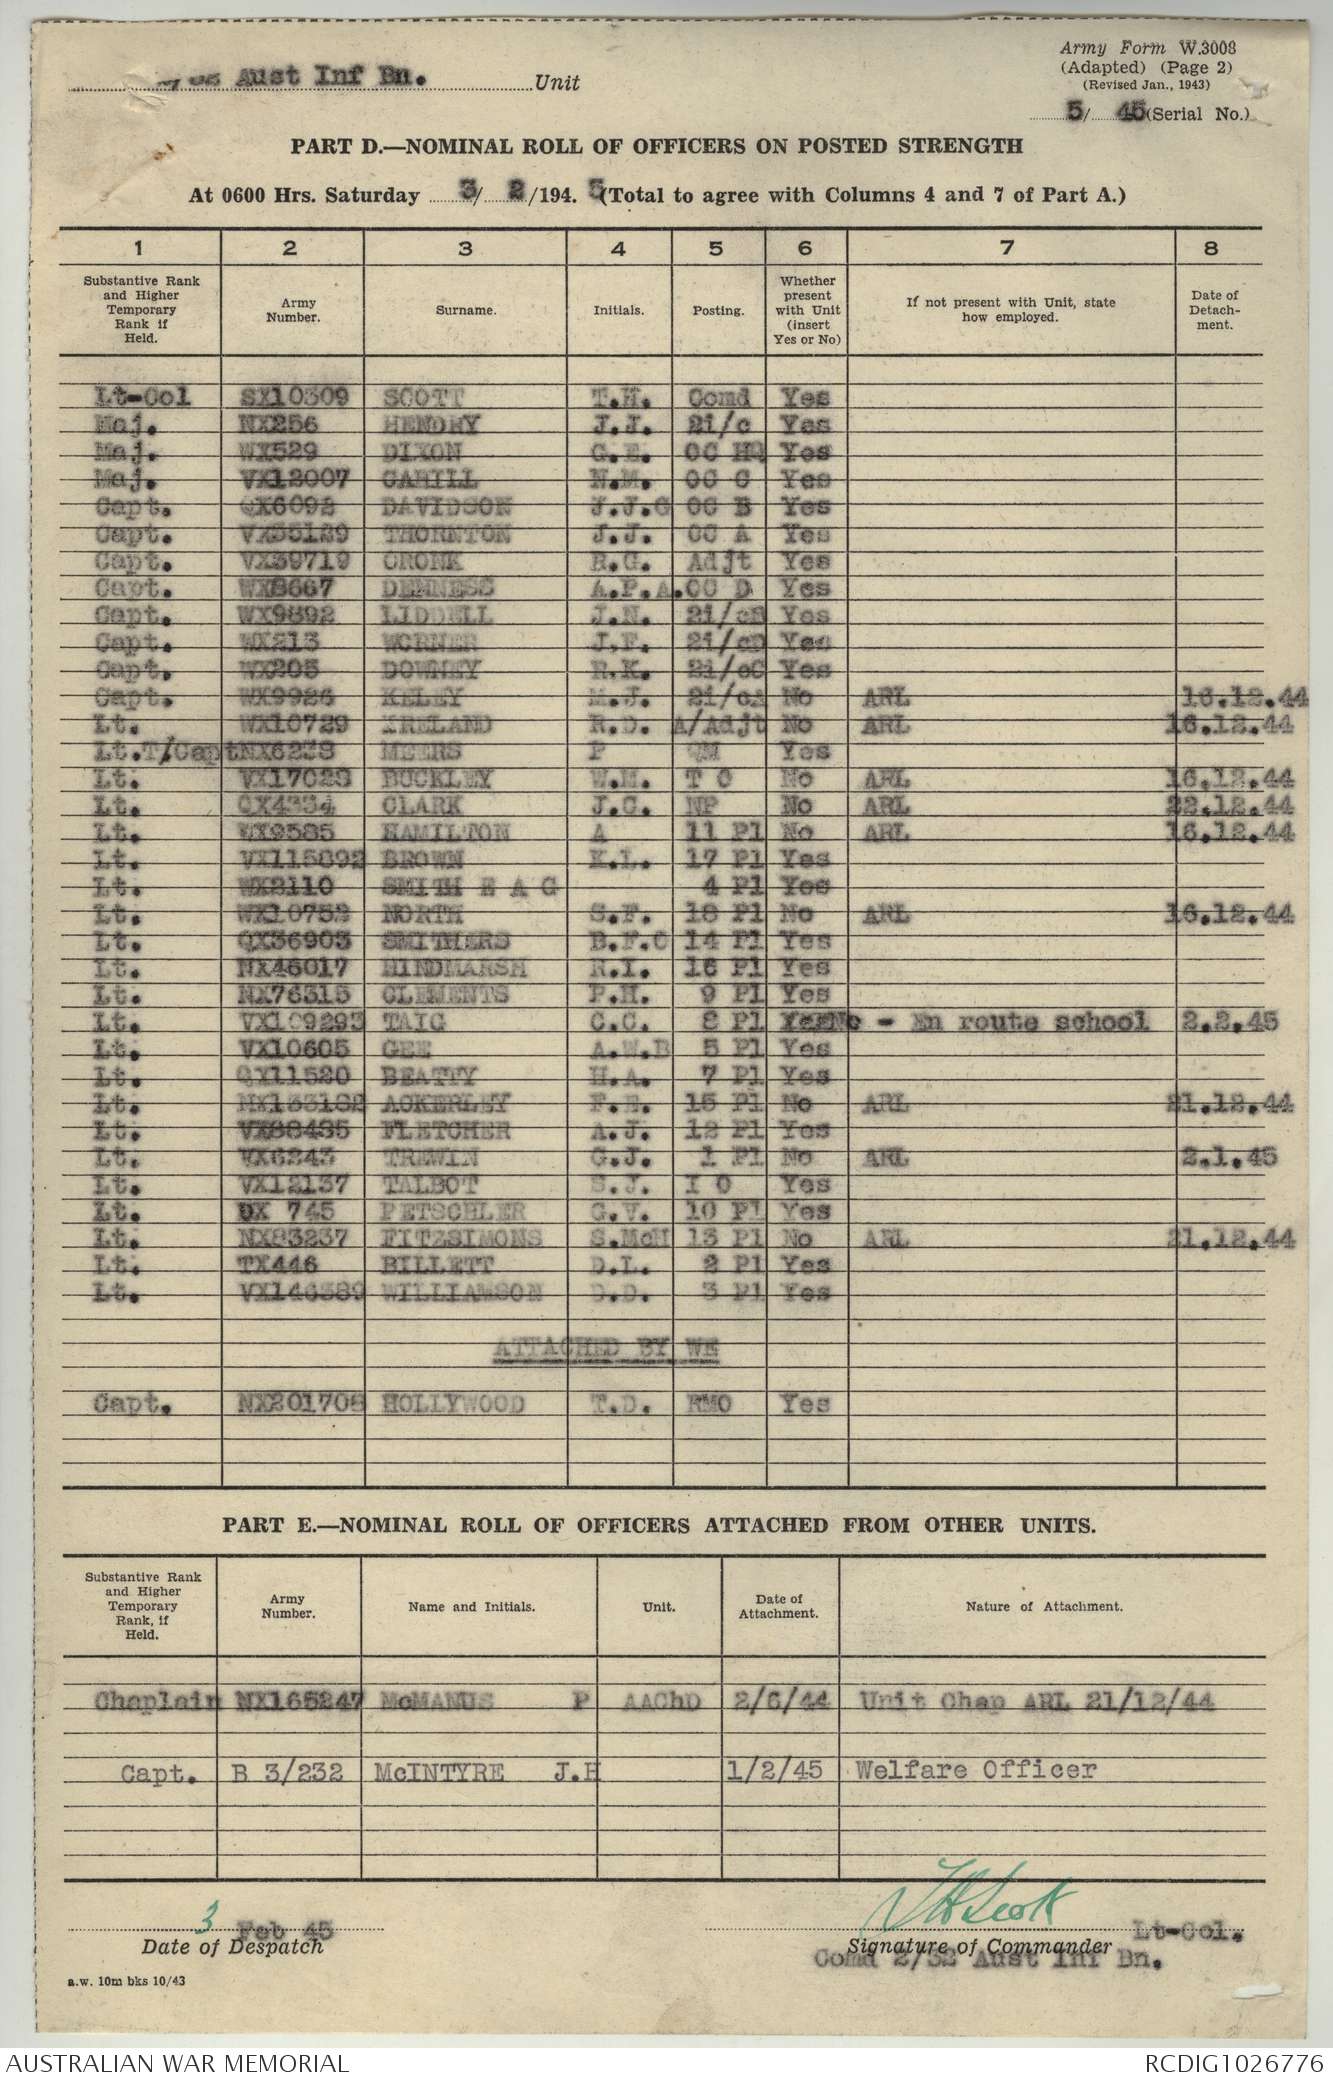 Aust Inf Bn. Unit
Army Form W.3008
(Adapted) (Page 2)
(Revised Jan., 1943)
5/ 45 (Serial No.)
PART D.—NOMINAL ROLL OF OFFICERS ON POSTED STRENGTH
At 0600 Hrs. Saturday 3/ 2/194. 5 (Total to agree with Columns 4 and 7 of Part A.)
1 2 3 4 5 6 7 8
Substantive Rank and Higher Temporary Rank if Held. Army Number. Surname. Initials. Posting. Whether present with Unit (insert Yes or No) If not present with Unit, state how employed. Date of Detachment.
Lt-Col SX10309 SCOTT T.H. Comd Yes
Maj. NX256 HENDRY J.J. 2i/c Yes
Maj. WX529 DIXON G.E. OC HQ Yes
Maj. VX12007 CAHILL N.M. OC C Yes
Capt. QX6092 DAVIDSON J.J.G OC B Yes
Capt. VX35129 THORNTON J.J. OC A Yes
Capt. VX39719 CRONK R.G. Adjt Yes
Capt. WX8667 DENNESS A.P.A. OC D Yes
Capt. WX9892 LIDDELL J.N. 2i/cB Yes
Capt. WX213 WORNER J.F. 2i/cD Yes
Capt. WX205 DOWNEY R.K. 2i/cC Yes
Capt. WX9926 KELEY M.J. 2i/cA No ARL 16.12.44
Lt. WX10729 IRELAND R.D. A/Adjt No ARL 16.12.44
Lt.T/Capt NX6238 MEERS P QM Yes
Lt. VX17023 BUCKLEY W.M. T O No ARL 16.12.44
Lt. QX4334 CLARK J.C. NP No ARL 22.12.44
Lt. WX9585 HAMILTON A 11 Pl No ARL 16.12.44
Lt. VX115892 BROWN K.L. 17 Pl Yes
Lt. WX2110 SMITH E A G 4 Pl Yes
Lt. WX10752 NORTH S.F. 18 Pl No ARL 16.12.44
Lt. QX36903 SMITHERS B.F.C 14 Pl Yes
Lt. NX46017 HINDMARSH R.I. 16 Pl Yes
Lt. NX76315 CLEMENTS P.H. 9 Pl Yes
Lt. VX109293 TAIG C.C. 8 Pl No - En route school 2.2.45
Lt. VX10605 GEE A.W.B 5 Pl Yes
Lt. QX11520 BEATTY H.A. 7 Pl Yes
Lt. NX133182 ACKERLEY F.E. 15 Pl No ARL 21.12.44
Lt. VX88435 FLETCHER A.J. 12 Pl Yes
Lt. VX6243 TREWIN G.J. 1 Pl No ARL 2.1.45
Lt. VX12137 TALBOT S.J. I O Yes
Lt. DX 745 PETSCHLER G.V. 10 Pl Yes
Lt. NX83237 FITZSIMONS S.McH 13 Pl No ARL 21.12.44
Lt. TX446 BILLETT D.L. 2 Pl Yes
Lt. VX146389 WILLIAMSON D.D. 3 Pl Yes
ATTACHED BY WE
Capt. NX201708 HOLLYWOOD T.D. RMO Yes
PART E.—NOMINAL ROLL OF OFFICERS ATTACHED FROM OTHER UNITS.
Substantive Rank and Higher Temporary Rank, if Held. Army Number. Name and Initials. Unit. Date of Attachment. Nature of Attachment.
Chaplain NX165247 McMANUS P AAChD 2/6/44 Unit Chap ARL 21/12/44
Capt. B 3/232 McINTYRE J.H 1/2/45 Welfare Officer
3 Feb 45 THScott Lt-Col.
Date of Despatch Signature of Commander
Comd 2/32 Aust Inf Bn.
a.w. 10m bks 10/43
AUSTRALIAN WAR MEMORIAL RCDIG1026776